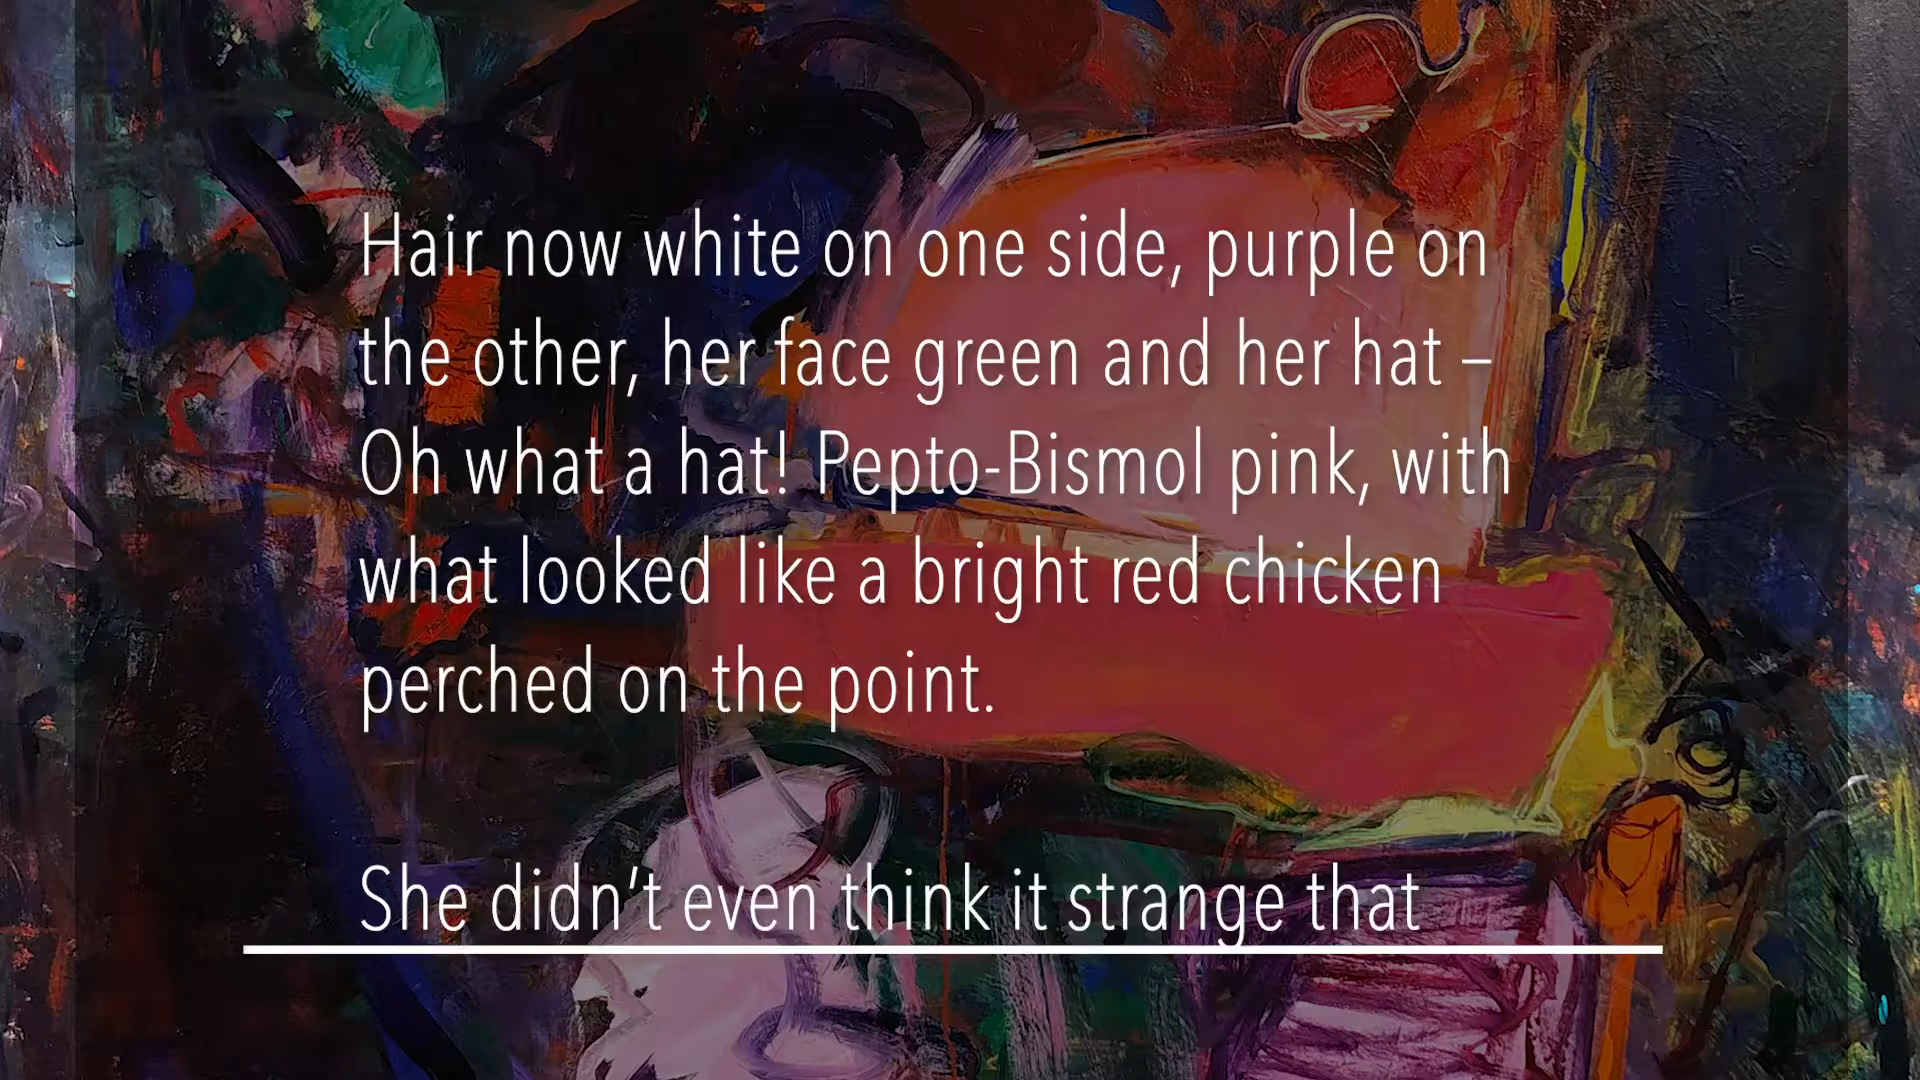 Hair now white on one side, purple on
the other, her face green and her hat –
Oh what a hat! Pepto-Bismol pink, with
what looked like a bright red chicken
perched on the point.
She didn’t even think it strange that